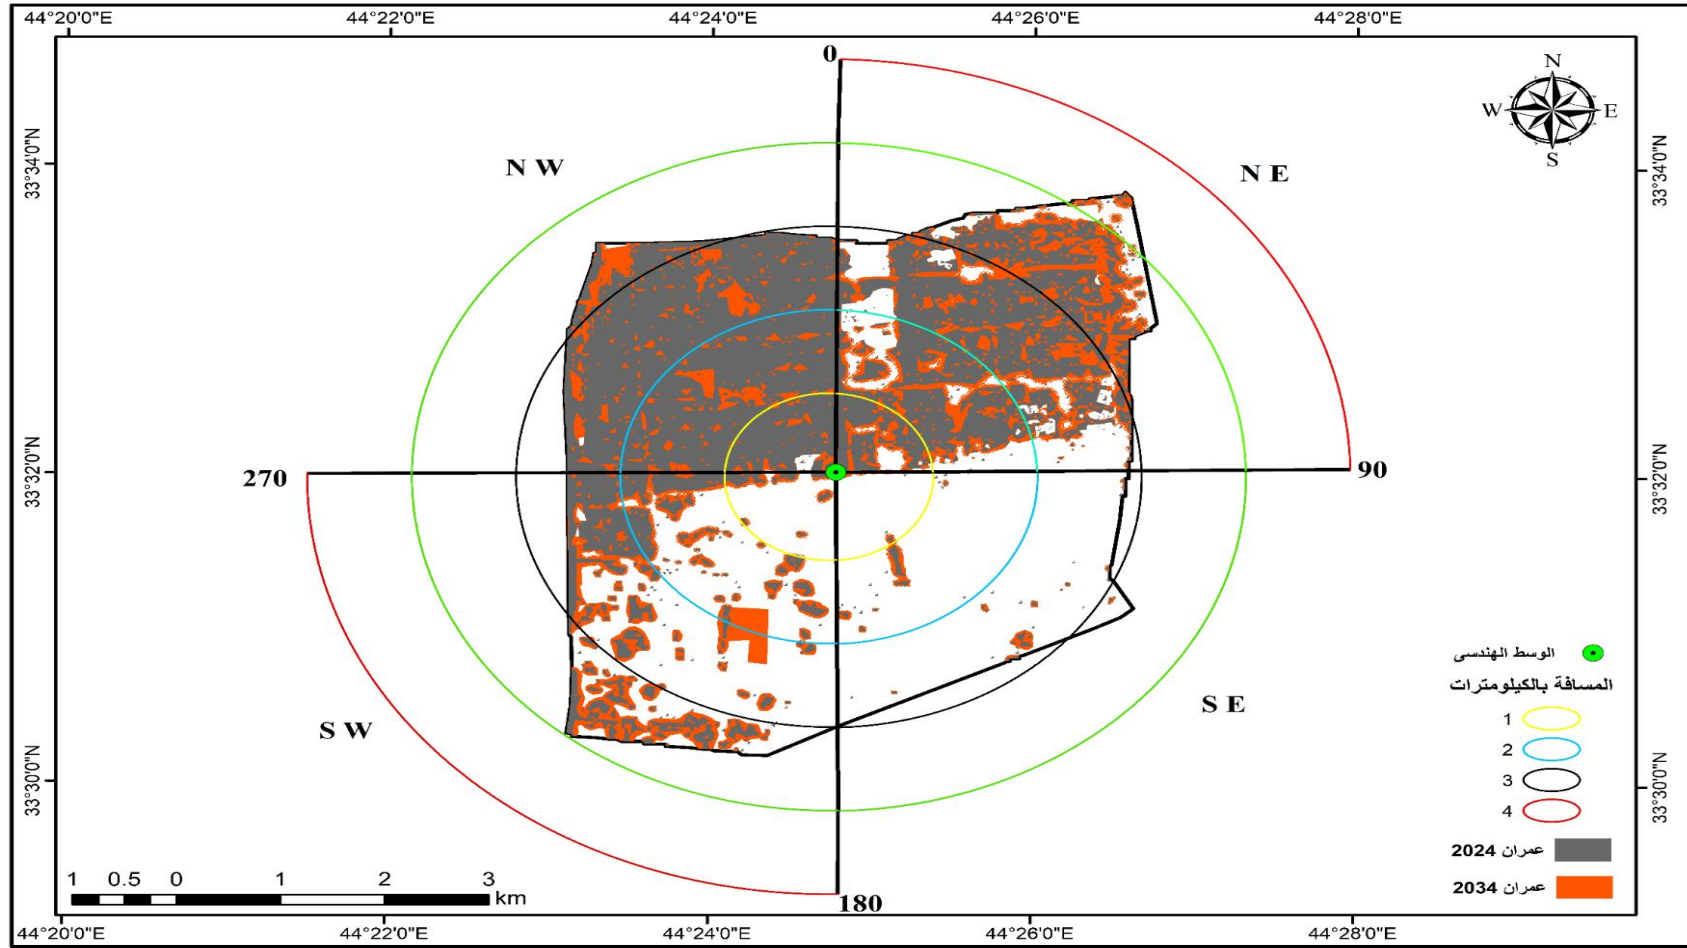 44°20'0"E 44°22'0"E 44°24'0"E 44°26'0"E 44°28'0"E
0
N
W E
S
33°34'0"N 33°34'0"N
N W N E
270 90
33°32'0"N 33°32'0"N
الوسط الهندسى
المسافة بالكيلومترات
S W S E
1
2
3
4
33°30'0"N 33°30'0"N
عمران 2024
عمران 2034
1 0.5 0 1 2 3
km
180
44°20'0"E 44°22'0"E 44°24'0"E 44°26'0"E 44°28'0"E